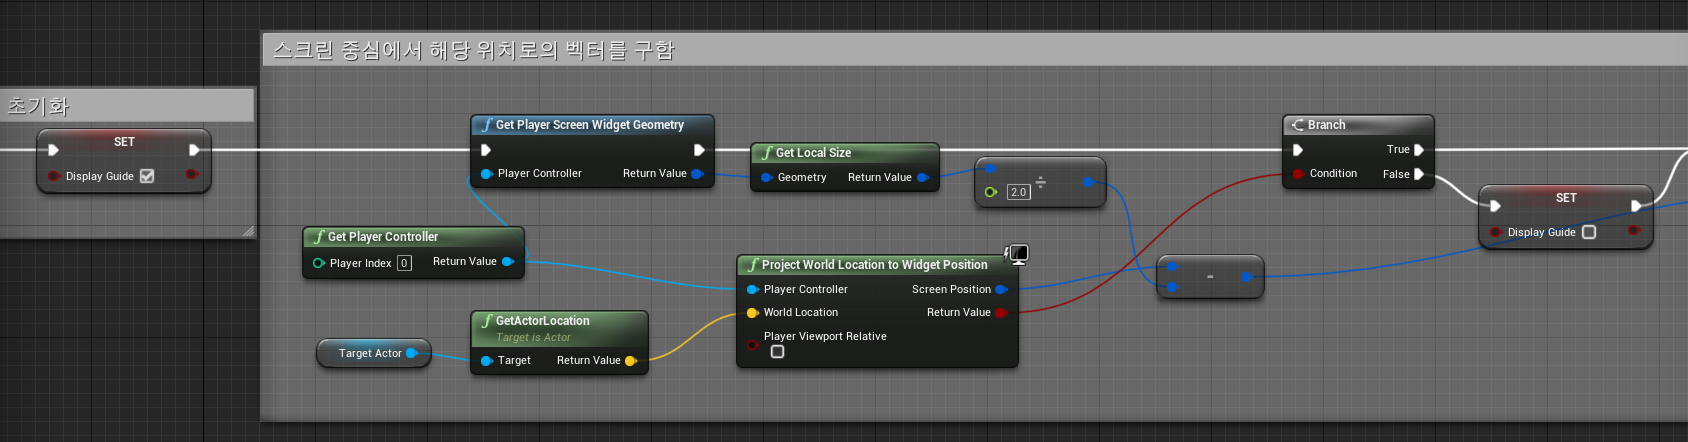 스크린 중심에서 해당 위치로의 벡터를 구함
초기화
SET
Display Guide
f Get Player Screen Widget Geometry
Player Controller
Return Value
f Get Local Size
Geometry
Return Value
2.0
÷
Branch
True
Condition
False
SET
Display Guide
f Get Player Controller
Player Index 0
Return Value
f Project World Location to Widget Position
Player Controller
Screen Position
World Location
Return Value
Player Viewport Relative
-
f GetActorLocation
Target is Actor
Target
Return Value
Target Actor